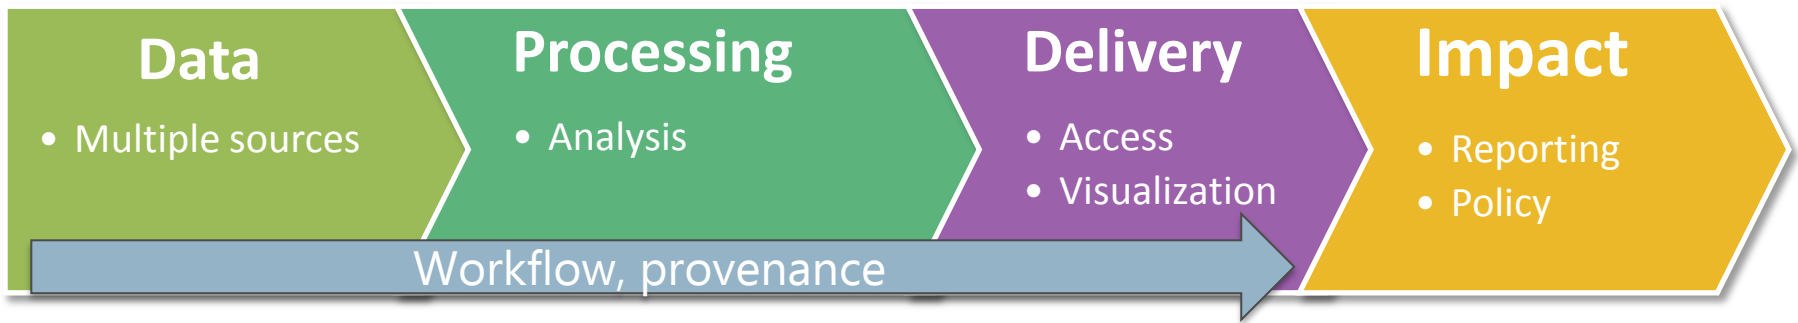 Data
• Multiple sources
Processing
• Analysis
Delivery
• Access
• Visualization
Impact
• Reporting
• Policy
Workflow, provenance